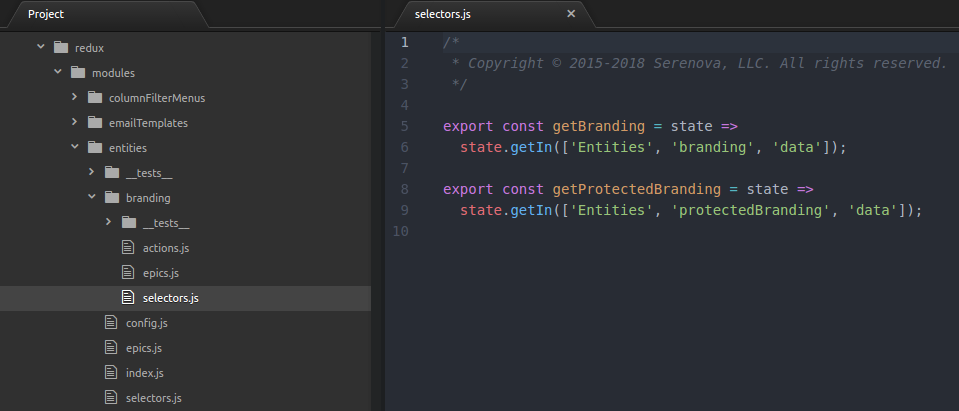 Project
redux
modules
columnFilterMenus
emailTemplates
entities
__tests__
branding
__tests__
actions.js
epics.js
selectors.js
config.js
epics.js
index.js
selectors.js
selectors.js ×
1 /*
2 * Copyright © 2015-2018 Serenova, LLC. All rights reserved.
3 */
4
5 export const getBranding = state =>
6 state.getIn(['Entities', 'branding', 'data']);
7
8 export const getProtectedBranding = state =>
9 state.getIn(['Entities', 'protectedBranding', 'data']);
10